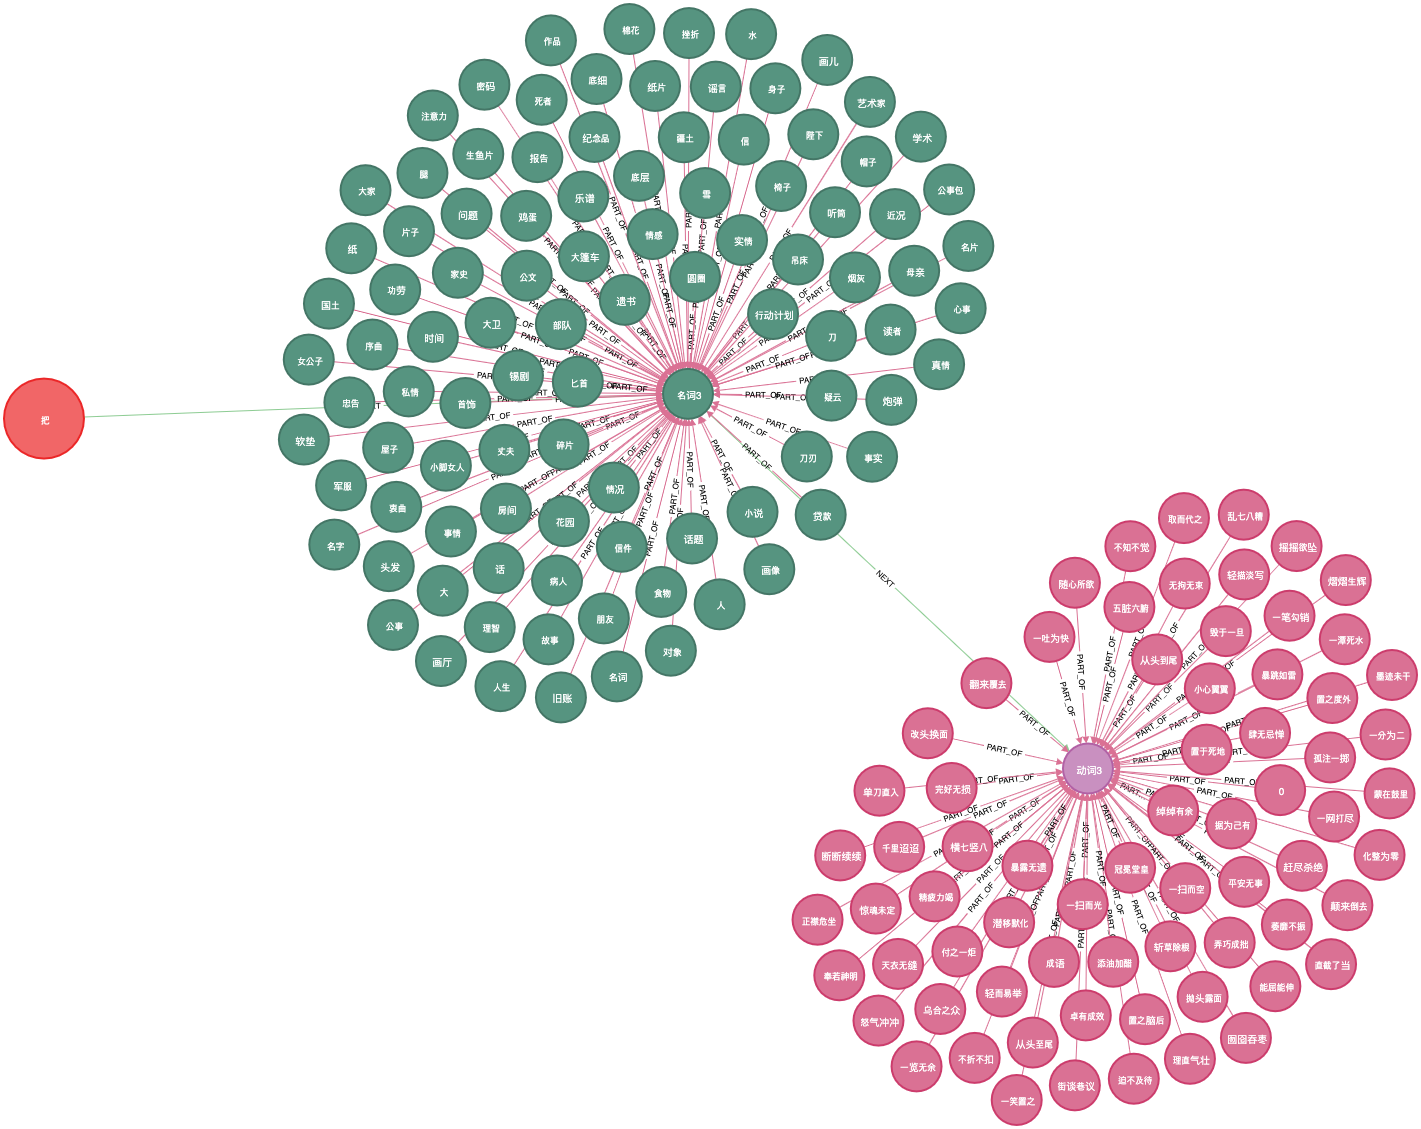 把
作品
棉花
挫折
水
画儿
密码
死者
底细
纸片
谣言
身子
艺术家
注意力
生鱼片
报告
纪念品
疆土
信
陛下
帽子
学术
大家
腿
问题
鸡蛋
乐谱
底层
雪
椅子
听筒
近况
公事包
纸
片子
家史
公文
大篷车
情感
实情
吊床
烟灰
母亲
名片
国土
功劳
大卫
部队
遗书
圆圈
行动计划
刀
读者
心事
女公子
序曲
时间
锡剧
匕首
名词3
疑云
炮弹
真情
软垫
忠告
私情
首饰
丈夫
碎片
刀刃
事实
军服
屋子
小脚女人
房间
花园
情况
小说
贷款
名字
衷曲
事情
话
病人
信件
话题
画像
头发
大
理智
故事
朋友
食物
人
公事
画厅
人生
旧账
名词
对象
NEXT
PART_OF
取而代之
乱七八糟
不知不觉
摇摇欲坠
随心所欲
五脏六腑
无拘无束
轻描淡写
熠熠生辉
一吐为快
从头到尾
毁于一旦
一笔勾销
一潭死水
翻来覆去
小心翼翼
暴跳如雷
置之度外
墨迹未干
改头换面
动词3
置于死地
肆无忌惮
孤注一掷
一分为二
单刀直入
完好无损
绰绰有余
0
一网打尽
蒙在鼓里
断断续续
千里迢迢
横七竖八
暴露无遗
冠冕堂皇
据为己有
赶尽杀绝
化整为零
正襟危坐
惊魂未定
精疲力竭
潜移默化
一扫而光
一扫而空
平安无事
颠来倒去
奉若神明
天衣无缝
付之一炬
成语
添油加醋
斩草除根
弄巧成拙
萎靡不振
直截了当
怒气冲冲
乌合之众
轻而易举
卓有成效
置之脑后
抛头露面
能屈能伸
一览无余
不折不扣
从头至尾
街谈巷议
迫不及待
理直气壮
囫囵吞枣
一笑置之